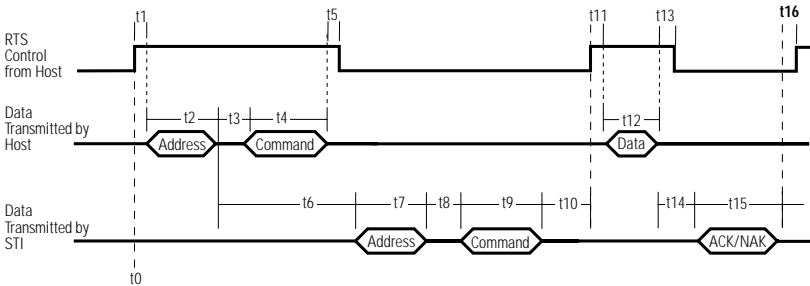 t1 t5 t11 t13 t16
RTS
Control
from Host
Data
Transmitted by
Host
t2 t3 t4 t12
Address Command Data
Data
Transmitted by
STI
t6 t7 t8 t9 t10 t14 t15
Address Command ACK/NAK
t0